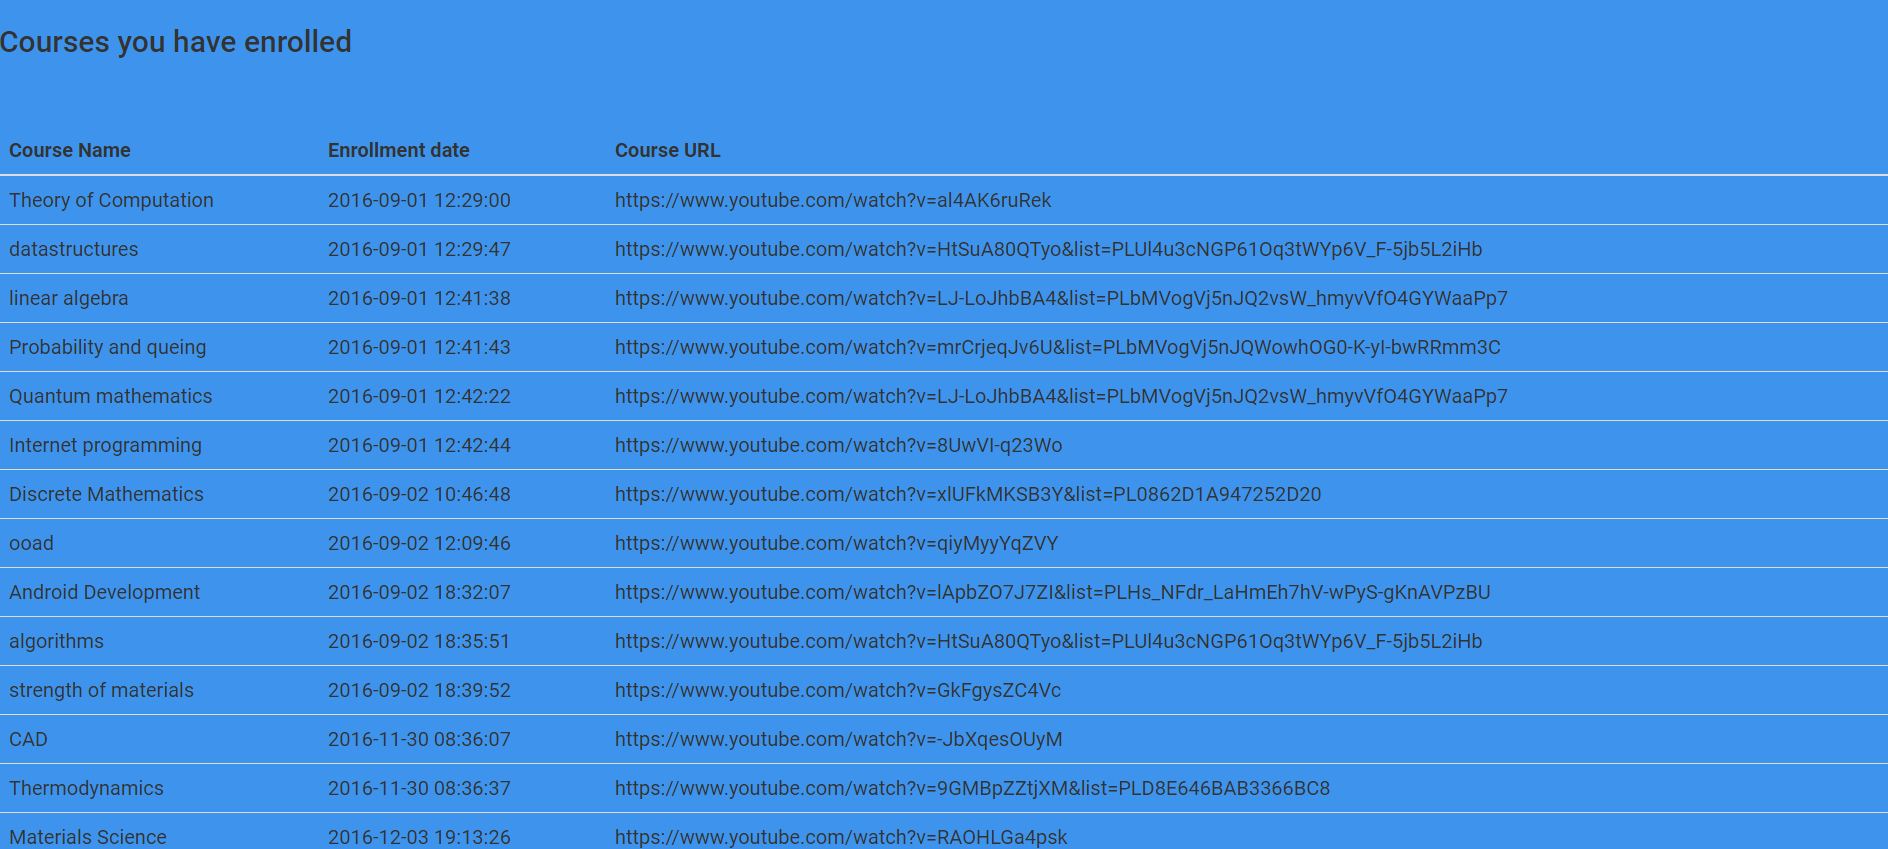 Courses you have enrolled
Course Name Enrollment date Course URL
Theory of Computation 2016-09-01 12:29:00 https://www.youtube.com/watch?v=al4AK6ruRek
datastructures 2016-09-01 12:29:47 https://www.youtube.com/watch?v=HtSuA80QTyo&list=PLUl4u3cNGP61Oq3tWYp6V_F-5jb5L2iHb
linear algebra 2016-09-01 12:41:38 https://www.youtube.com/watch?v=LJ-LoJhbBA4&list=PLbMVogVj5nJQ2vsW_hmyvVfO4GYWaaPp7
Probability and queing 2016-09-01 12:41:43 https://www.youtube.com/watch?v=mrCrjeqJv6U&list=PLbMVogVj5nJQWowhOG0-K-yI-bwRRmm3C
Quantum mathematics 2016-09-01 12:42:22 https://www.youtube.com/watch?v=LJ-LoJhbBA4&list=PLbMVogVj5nJQ2vsW_hmyvVfO4GYWaaPp7
Internet programming 2016-09-01 12:42:44 https://www.youtube.com/watch?v=8UwVI-q23Wo
Discrete Mathematics 2016-09-02 10:46:48 https://www.youtube.com/watch?v=xlUFkMKSB3Y&list=PL0862D1A947252D20
ooad 2016-09-02 12:09:46 https://www.youtube.com/watch?v=qiyMyyYqZVY
Android Development 2016-09-02 18:32:07 https://www.youtube.com/watch?v=lApbZO7J7ZI&list=PLHs_NFdr_LaHmEh7hV-wPyS-gKnAVPzBU
algorithms 2016-09-02 18:35:51 https://www.youtube.com/watch?v=HtSuA80QTyo&list=PLUl4u3cNGP61Oq3tWYp6V_F-5jb5L2iHb
strength of materials 2016-09-02 18:39:52 https://www.youtube.com/watch?v=GkFgysZC4Vc
CAD 2016-11-30 08:36:07 https://www.youtube.com/watch?v=-JbXqesOUyM
Thermodynamics 2016-11-30 08:36:37 https://www.youtube.com/watch?v=9GMBpZZtjXM&list=PLD8E646BAB3366BC8
Materials Science 2016-12-03 19:13:26 https://www.youtube.com/watch?v=RAOHLGa4psk